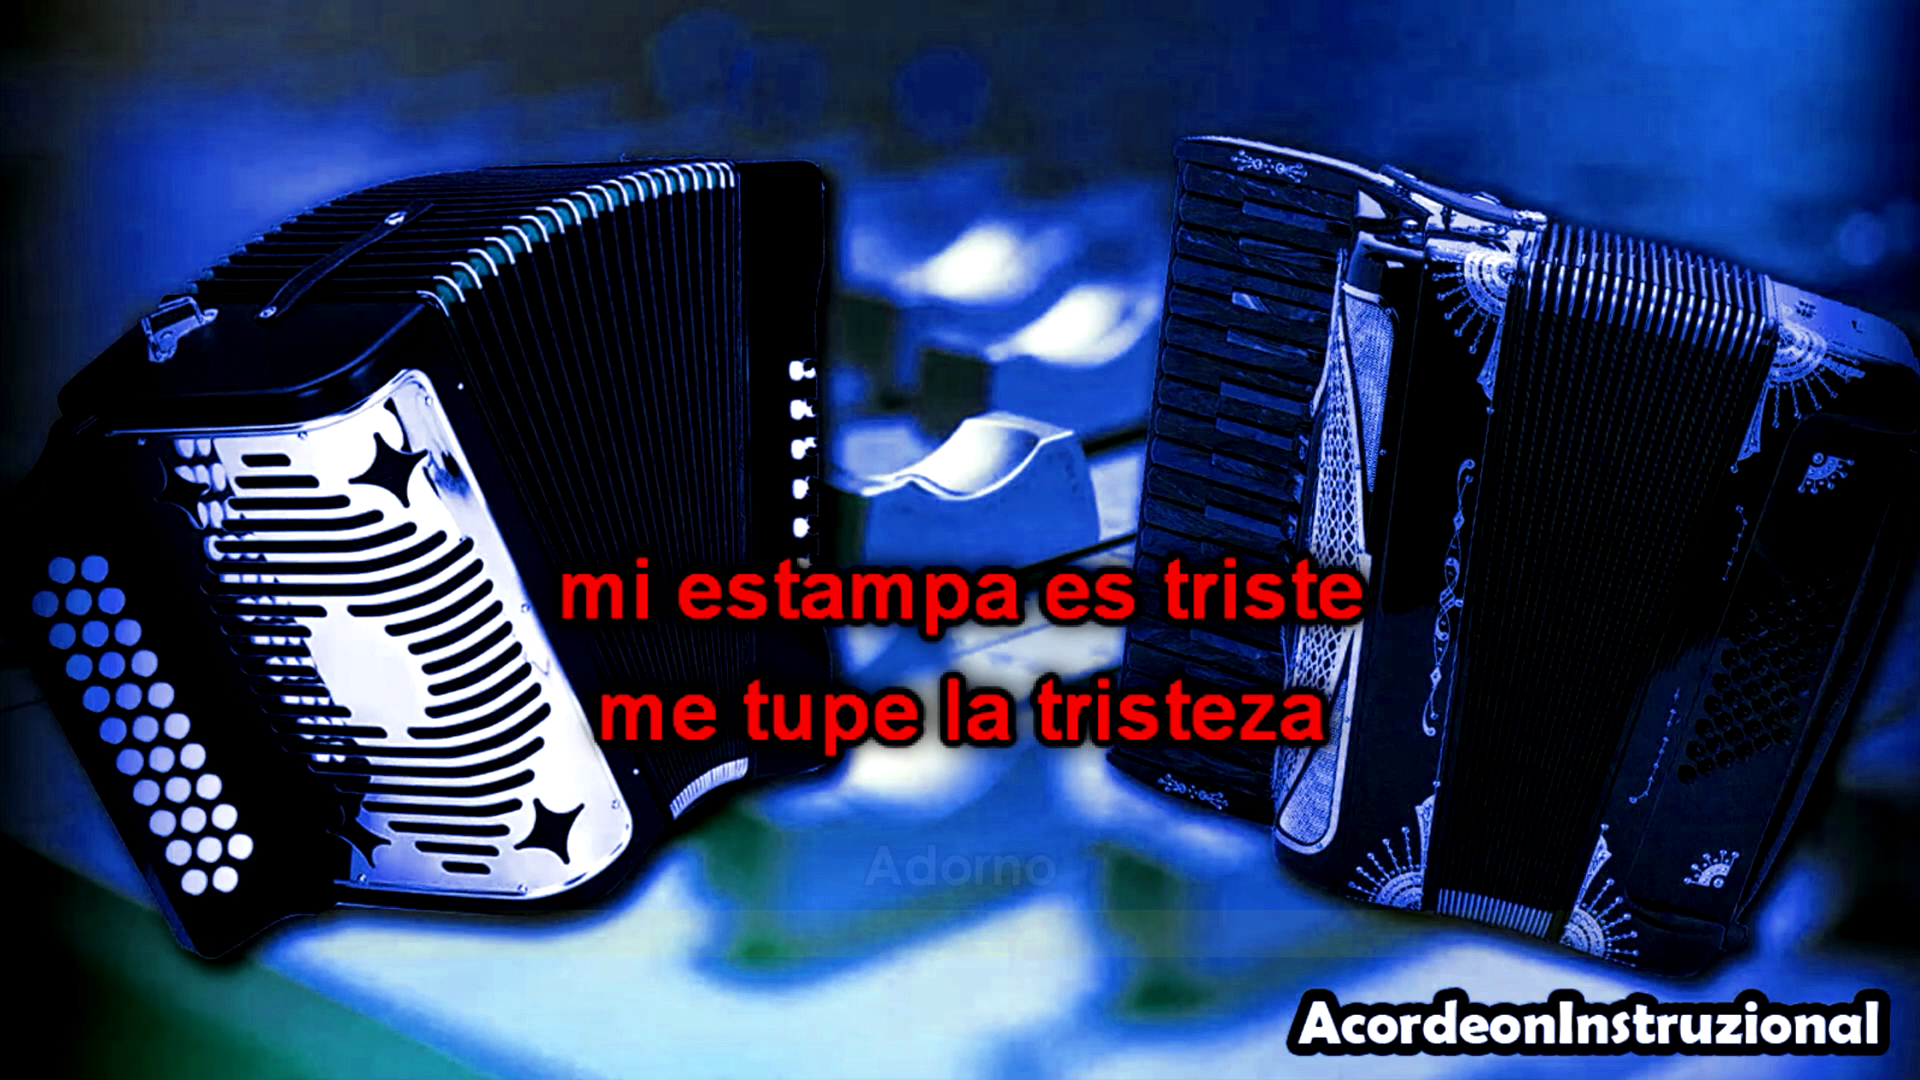 mi estampa es triste
me tupe la tristeza
Adorno
AcordeonInstruzional